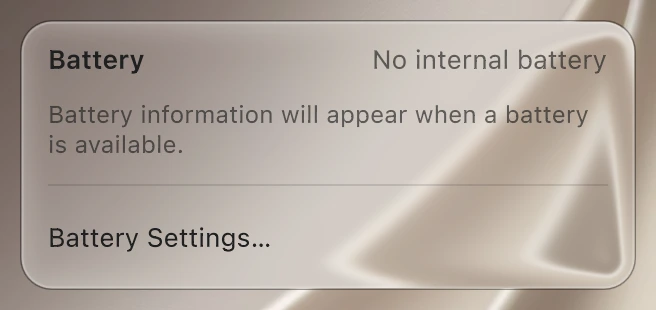 Battery No internal battery
Battery information will appear when a battery
is available.
Battery Settings...